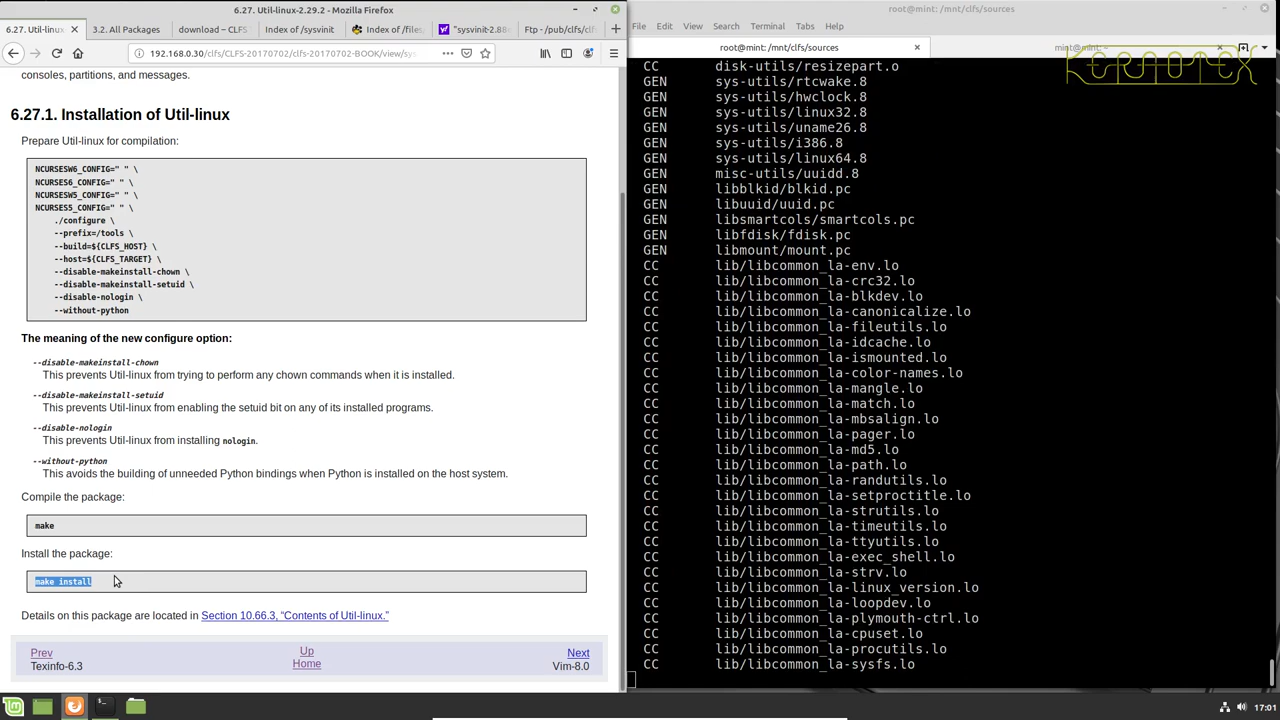 6.27. Util-linux-2.29.2 - Mozilla Firefox
6.27. Util-linux-
3.2. All Packages
download – CLFS
Index of /sysvinit
Index of /files/
"sysvinit-2.88
Ftp - /pub/clfs/c
192.168.0.30/clfs/CLFS-20170702/clfs-20170702-BOOK/view/sy
consoles, partitions, and messages.
6.27.1. Installation of Util-linux
Prepare Util-linux for compilation:
NCURSESW6_CONFIG=" " \
NCURSES6_CONFIG=" " \
NCURSESW5_CONFIG=" " \
NCURSES5_CONFIG=" " \
./configure \
--prefix=/tools \
--build=${CLFS_HOST} \
--host=${CLFS_TARGET} \
--disable-makeinstall-chown \
--disable-makeinstall-setuid \
--disable-nologin \
--without-python
The meaning of the new configure option:
--disable-makeinstall-chown
This prevents Util-linux from trying to perform any chown commands when it is installed.
--disable-makeinstall-setuid
This prevents Util-linux from enabling the setuid bit on any of its installed programs.
--disable-nologin
This prevents Util-linux from installing nologin.
--without-python
This avoids the building of unneeded Python bindings when Python is installed on the host system.
Compile the package:
make
Install the package:
make install
Details on this package are located in Section 10.66.3, “Contents of Util-linux.”
Prev
Up
Next
Texinfo-6.3
Home
Vim-8.0
root@mint: /mnt/clfs/sources
File Edit View Search Terminal Tabs Help
root@mint: /mnt/clfs/sources
root@mint: ~
KERNOTEX
CC disk-utils/resizepart.o
GEN sys-utils/rtcwake.8
GEN sys-utils/hwclock.8
GEN sys-utils/linux32.8
GEN sys-utils/uname26.8
GEN sys-utils/i386.8
GEN sys-utils/linux64.8
GEN misc-utils/uuidd.8
GEN libblkid/blkid.pc
GEN libuuid/uuid.pc
GEN libsmartcols/smartcols.pc
GEN libfdisk/fdisk.pc
GEN libmount/mount.pc
CC lib/libcommon_la-env.lo
CC lib/libcommon_la-crc32.lo
CC lib/libcommon_la-blkdev.lo
CC lib/libcommon_la-canonicalize.lo
CC lib/libcommon_la-fileutils.lo
CC lib/libcommon_la-idcache.lo
CC lib/libcommon_la-ismounted.lo
CC lib/libcommon_la-color-names.lo
CC lib/libcommon_la-mangle.lo
CC lib/libcommon_la-match.lo
CC lib/libcommon_la-mbsalign.lo
CC lib/libcommon_la-pager.lo
CC lib/libcommon_la-md5.lo
CC lib/libcommon_la-path.lo
CC lib/libcommon_la-randutils.lo
CC lib/libcommon_la-setproctitle.lo
CC lib/libcommon_la-strutils.lo
CC lib/libcommon_la-timeutils.lo
CC lib/libcommon_la-ttyutils.lo
CC lib/libcommon_la-exec_shell.lo
CC lib/libcommon_la-strv.lo
CC lib/libcommon_la-linux_version.lo
CC lib/libcommon_la-loopdev.lo
CC lib/libcommon_la-plymouth-ctrl.lo
CC lib/libcommon_la-cpuset.lo
CC lib/libcommon_la-procutils.lo
CC lib/libcommon_la-sysfs.lo
17:01